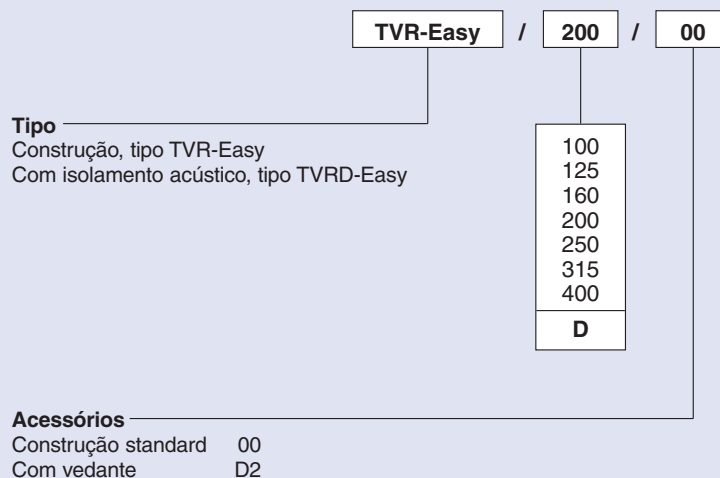 TVR-Easy / 200 / 00
Tipo
Construção, tipo TVR-Easy
Com isolamento acústico, tipo TVRD-Easy
100
125
160
200
250
315
400
D
Acessórios
Construção standard 00
Com vedante D2